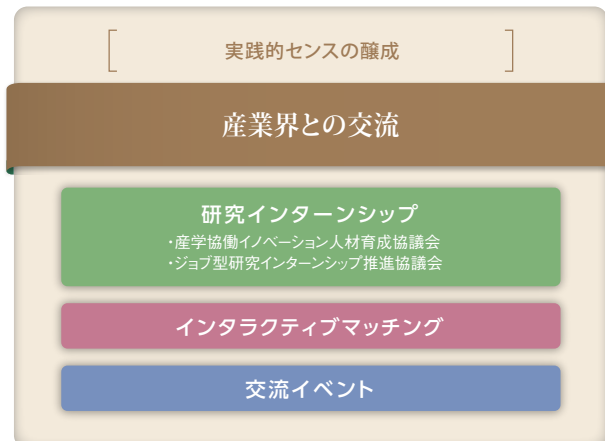 実践的センスの醸成
産業界との交流
研究インターンシップ
・産学協働イノベーション人材育成協議会
・ジョブ型研究インターンシップ推進協議会
インタラクティブマッチング
交流イベント